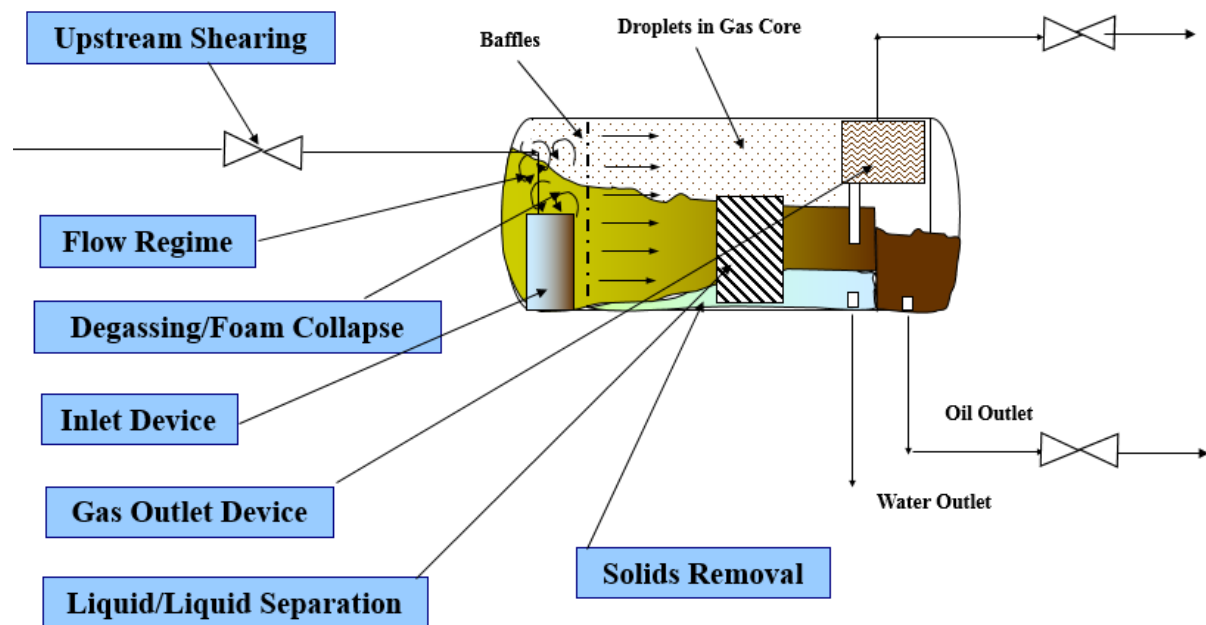 Upstream Shearing
Baffles
Droplets in Gas Core
Flow Regime
Degassing/Foam Collapse
Inlet Device
Oil Outlet
Gas Outlet Device
Water Outlet
Solids Removal
Liquid/Liquid Separation